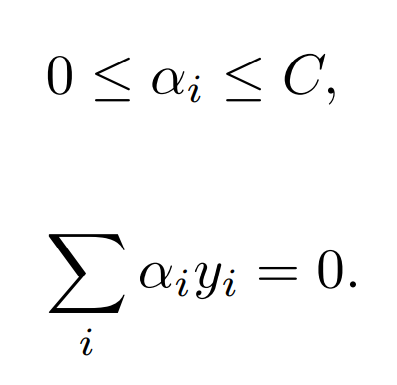 0 ≤ αᵢ ≤ C,
∑ᵢ αᵢyᵢ = 0.